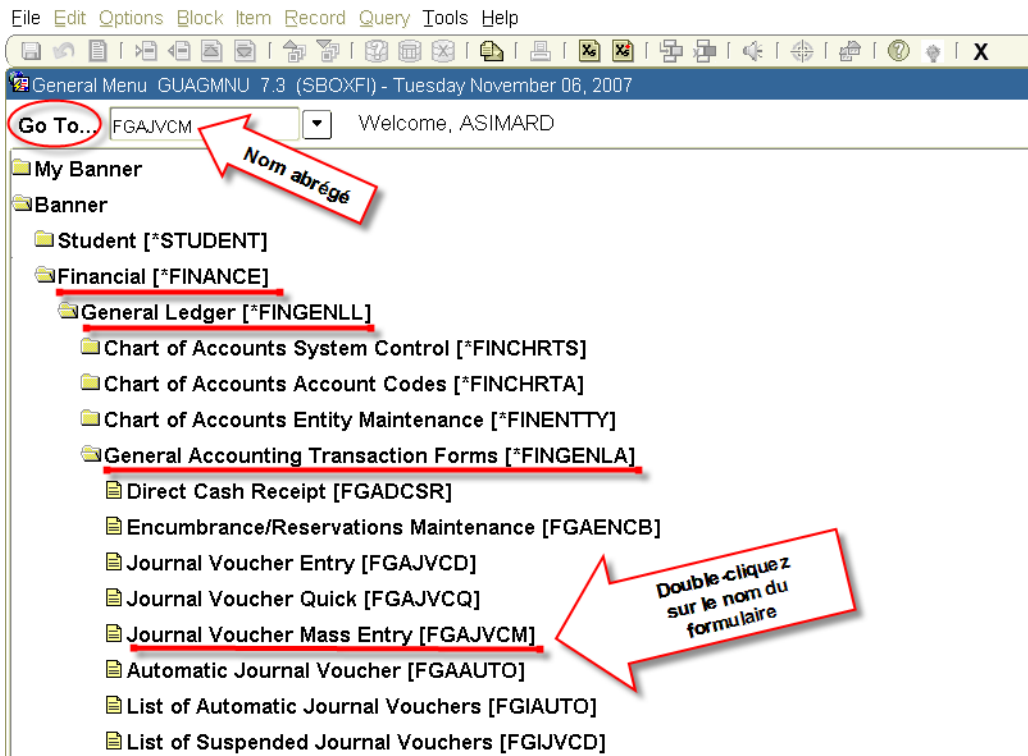 File Edit Options Block Item Record Query Tools Help
X
General Menu GUAGMNU 7.3 (SBOXFI) - Tuesday November 06, 2007
Go To... FGAJVCM Welcome, ASIMARD
Nom abrégé
My Banner
Banner
Student [*STUDENT]
Financial [*FINANCE]
General Ledger [*FINGENLL]
Chart of Accounts System Control [*FINCHRTS]
Chart of Accounts Account Codes [*FINCHRTA]
Chart of Accounts Entity Maintenance [*FINENTTY]
General Accounting Transaction Forms [*FINGENLA]
Direct Cash Receipt [FGADCSR]
Encumbrance/Reservations Maintenance [FGAENCB]
Journal Voucher Entry [FGAJVCD]
Journal Voucher Quick [FGAJVCQ]
Journal Voucher Mass Entry [FGAJVCM]
Double-cliquez
sur le nom du
formulaire
Automatic Journal Voucher [FGAAUTO]
List of Automatic Journal Vouchers [FGIAUTO]
List of Suspended Journal Vouchers [FGIJVCD]